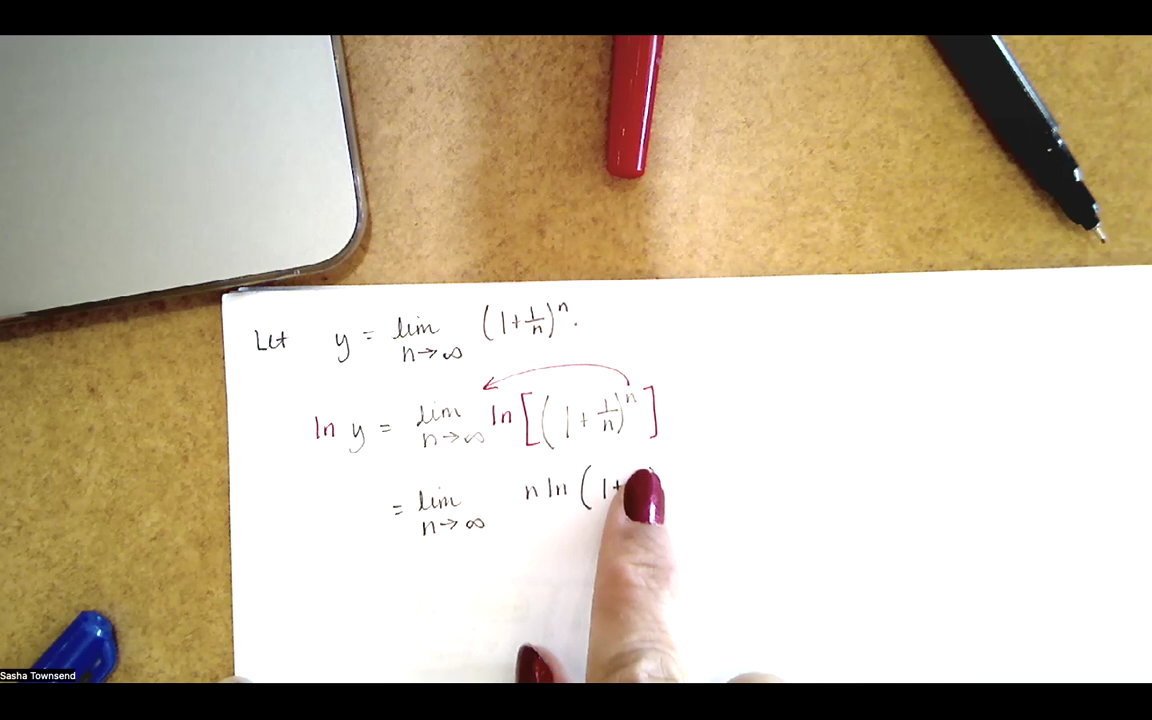 Let y = lim n→∞ (1+1/n)^n.
ln y = lim n→∞ ln[(1+1/n)^n]
= lim n→∞ n ln (1+
Sasha Townsend